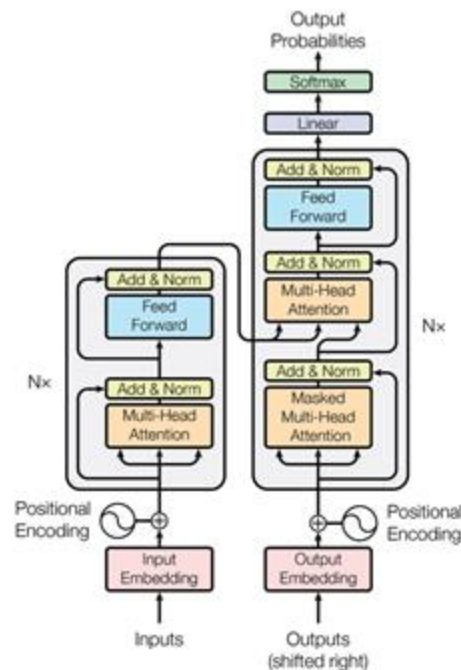 Output
Probabilities
Softmax
Linear
Add & Norm
Feed
Forward
Add & Norm
Multi-Head
Attention
Nx
Add & Norm
Masked
Multi-Head
Attention
Add & Norm
Feed
Forward
Nx
Add & Norm
Multi-Head
Attention
Positional
Encoding
Positional
Encoding
Input
Embedding
Output
Embedding
Inputs
Outputs
(shifted right)